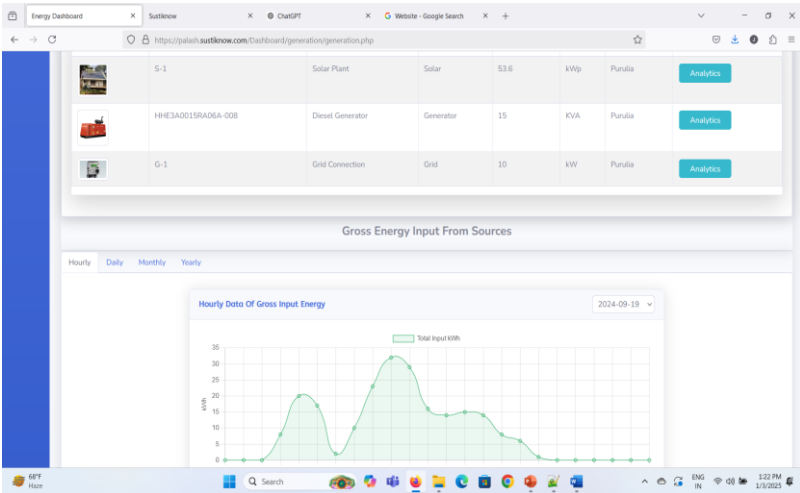 Energy Dashboard
Sustiknow
ChatGPT
Website - Google Search
https://palash.sustiknow.com/Dashboard/generation/generation.php
S-1 Solar Plant Solar 53.6 kWp Purulia Analytics
HHE3A0015RA06A-008 Diesel Generator Generator 15 KVA Purulia Analytics
G-1 Grid Connection Grid 10 kW Purulia Analytics
Gross Energy Input From Sources
Hourly Daily Monthly Yearly
Hourly Data Of Gross Input Energy 2024-09-19
Total Input kWh
35
30
25
20
15
10
5
0
kWh
68°F
Haze
Search
ENG
IN
1:22 PM
1/3/2025